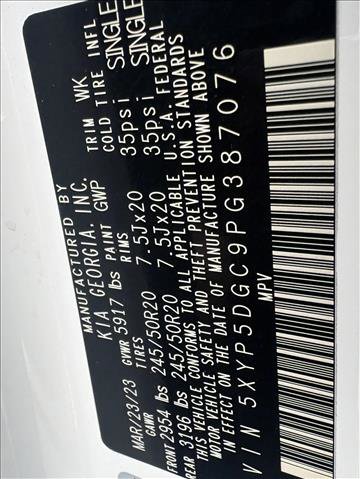 MANUFACTURED BY
KIA GEORGIA, INC.
MAR/23/23 GVWR 5917 lbs PAINT GWP TRIM WK
GAWR TIRES RIMS COLD TIRE INFL
FRONT 2954 lbs 245/50R20 7.5Jx20 35psi SINGLE
REAR 3196 lbs 245/50R20 7.5Jx20 35psi SINGLE
THIS VEHICLE CONFORMS TO ALL APPLICABLE U.S.A. FEDERAL
MOTOR VEHICLE SAFETY AND THEFT PREVENTION STANDARDS
IN EFFECT ON THE DATE OF MANUFACTURE SHOWN ABOVE
VIN 5XYP5DGC9PG387076
MPV